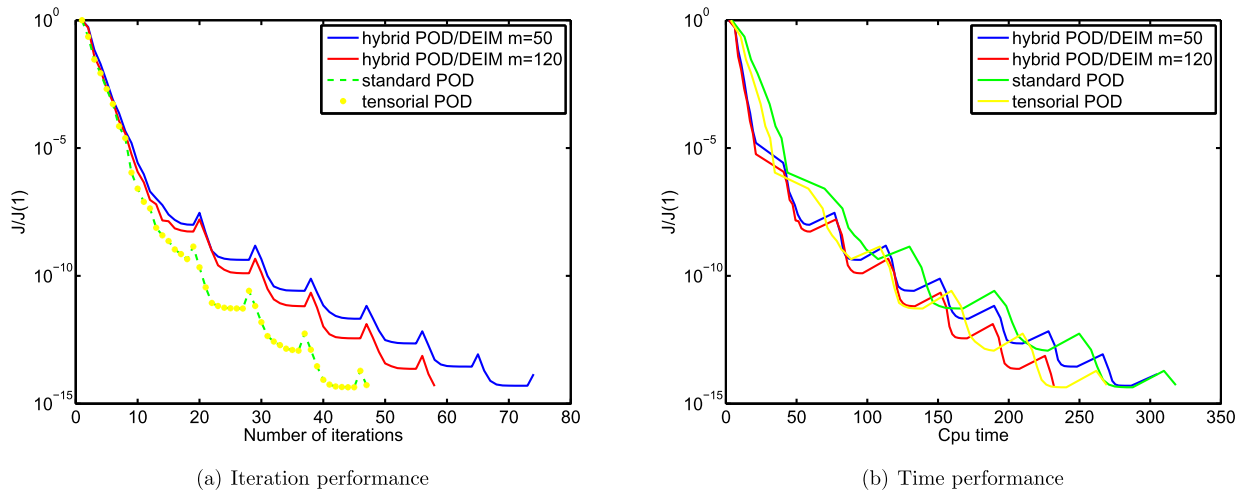 10^0
10^-5
10^-10
10^-15
J/J(1)
0 10 20 30 40 50 60 70 80
Number of iterations
hybrid POD/DEIM m=50
hybrid POD/DEIM m=120
standard POD
tensorial POD
(a) Iteration performance
10^0
10^-5
10^-10
10^-15
J/J(1)
0 50 100 150 200 250 300 350
Cpu time
hybrid POD/DEIM m=50
hybrid POD/DEIM m=120
standard POD
tensorial POD
(b) Time performance